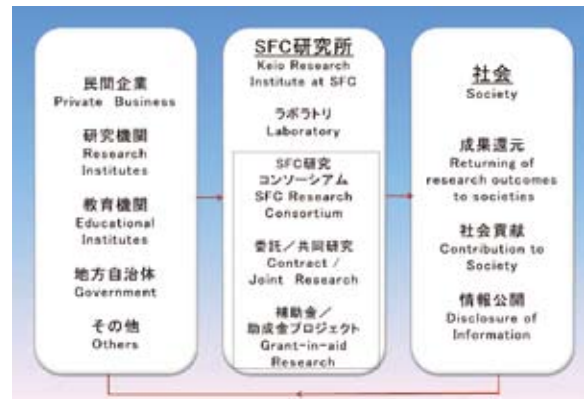 民間企業
Private Business
研究機関
Research
Institutes
教育機関
Educational
Institutes
地方自治体
Government
その他
Others
SFC研究所
Keio Research
Institute at SFC
ラボラトリ
Laboratory
SFC研究
コンソーシアム
SFC Research
Consortium
委託／共同研究
Contract /
Joint Research
補助金／
助成金プロジェクト
Grant-in-aid
Research
社会
Society
成果還元
Returning of
research outcomes
to societies
社会貢献
Contribution to
Society
情報公開
Disclosure of
Information